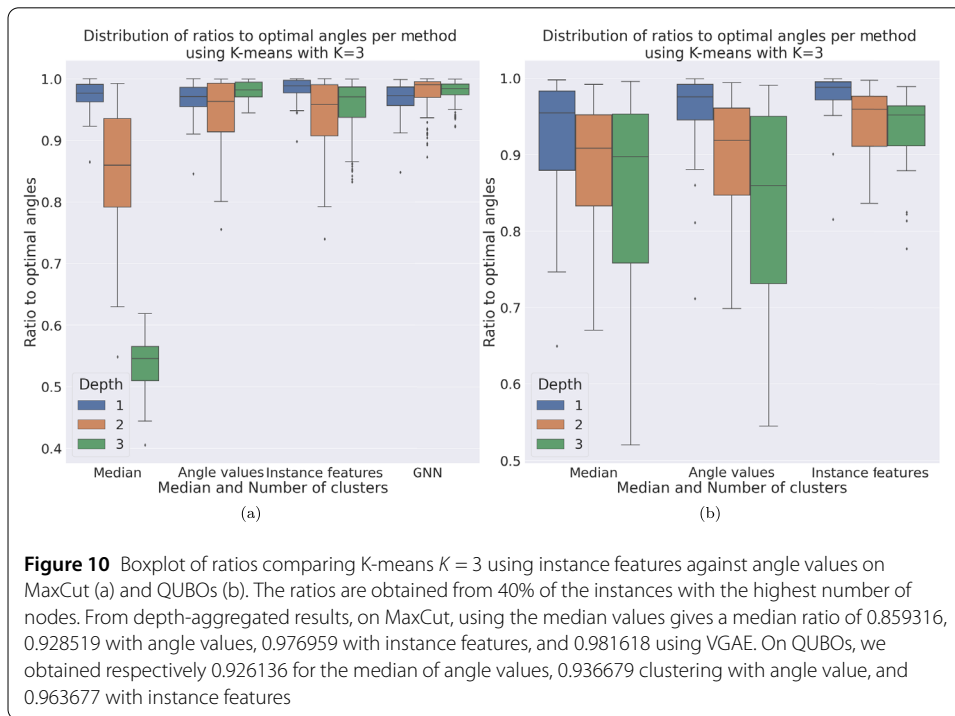 Distribution of ratios to optimal angles per method
using K-means with K=3
Ratio to optimal angles
1.0
0.9
0.8
0.7
0.6
0.5
0.4
Depth
1
2
3
Median
Angle values
Instance features
GNN
Median and Number of clusters
(a)
Distribution of ratios to optimal angles per method
using K-means with K=3
Ratio to optimal angles
1.0
0.9
0.8
0.7
0.6
0.5
Depth
1
2
3
Median
Angle values
Instance features
Median and Number of clusters
(b)
Figure 10 Boxplot of ratios comparing K-means K = 3 using instance features against angle values on
MaxCut (a) and QUBOs (b). The ratios are obtained from 40% of the instances with the highest number of
nodes. From depth-aggregated results, on MaxCut, using the median values gives a median ratio of 0.859316,
0.928519 with angle values, 0.976959 with instance features, and 0.981618 using VGAE. On QUBOs, we
obtained respectively 0.926136 for the median of angle values, 0.936679 clustering with angle value, and
0.963677 with instance features